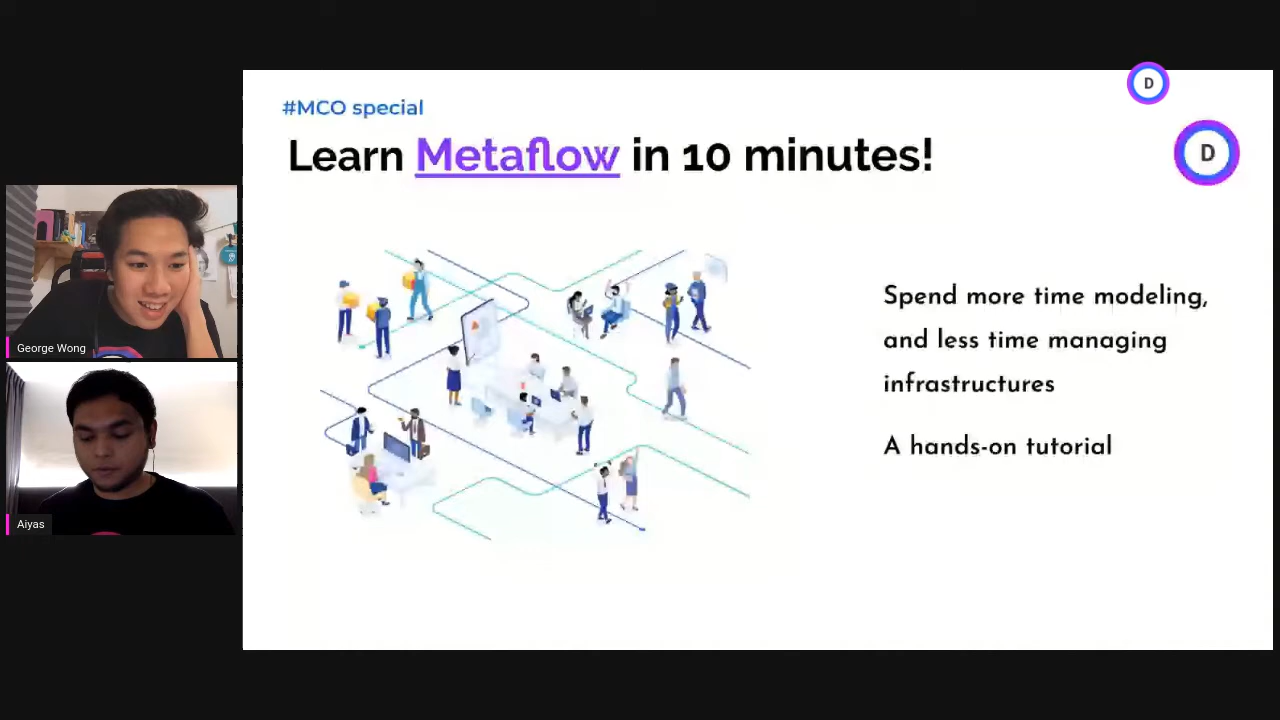 #MCO special
Learn Metaflow in 10 minutes!
D
D
Spend more time modeling,
and less time managing
infrastructures
A hands-on tutorial
George Wong
Aiyas